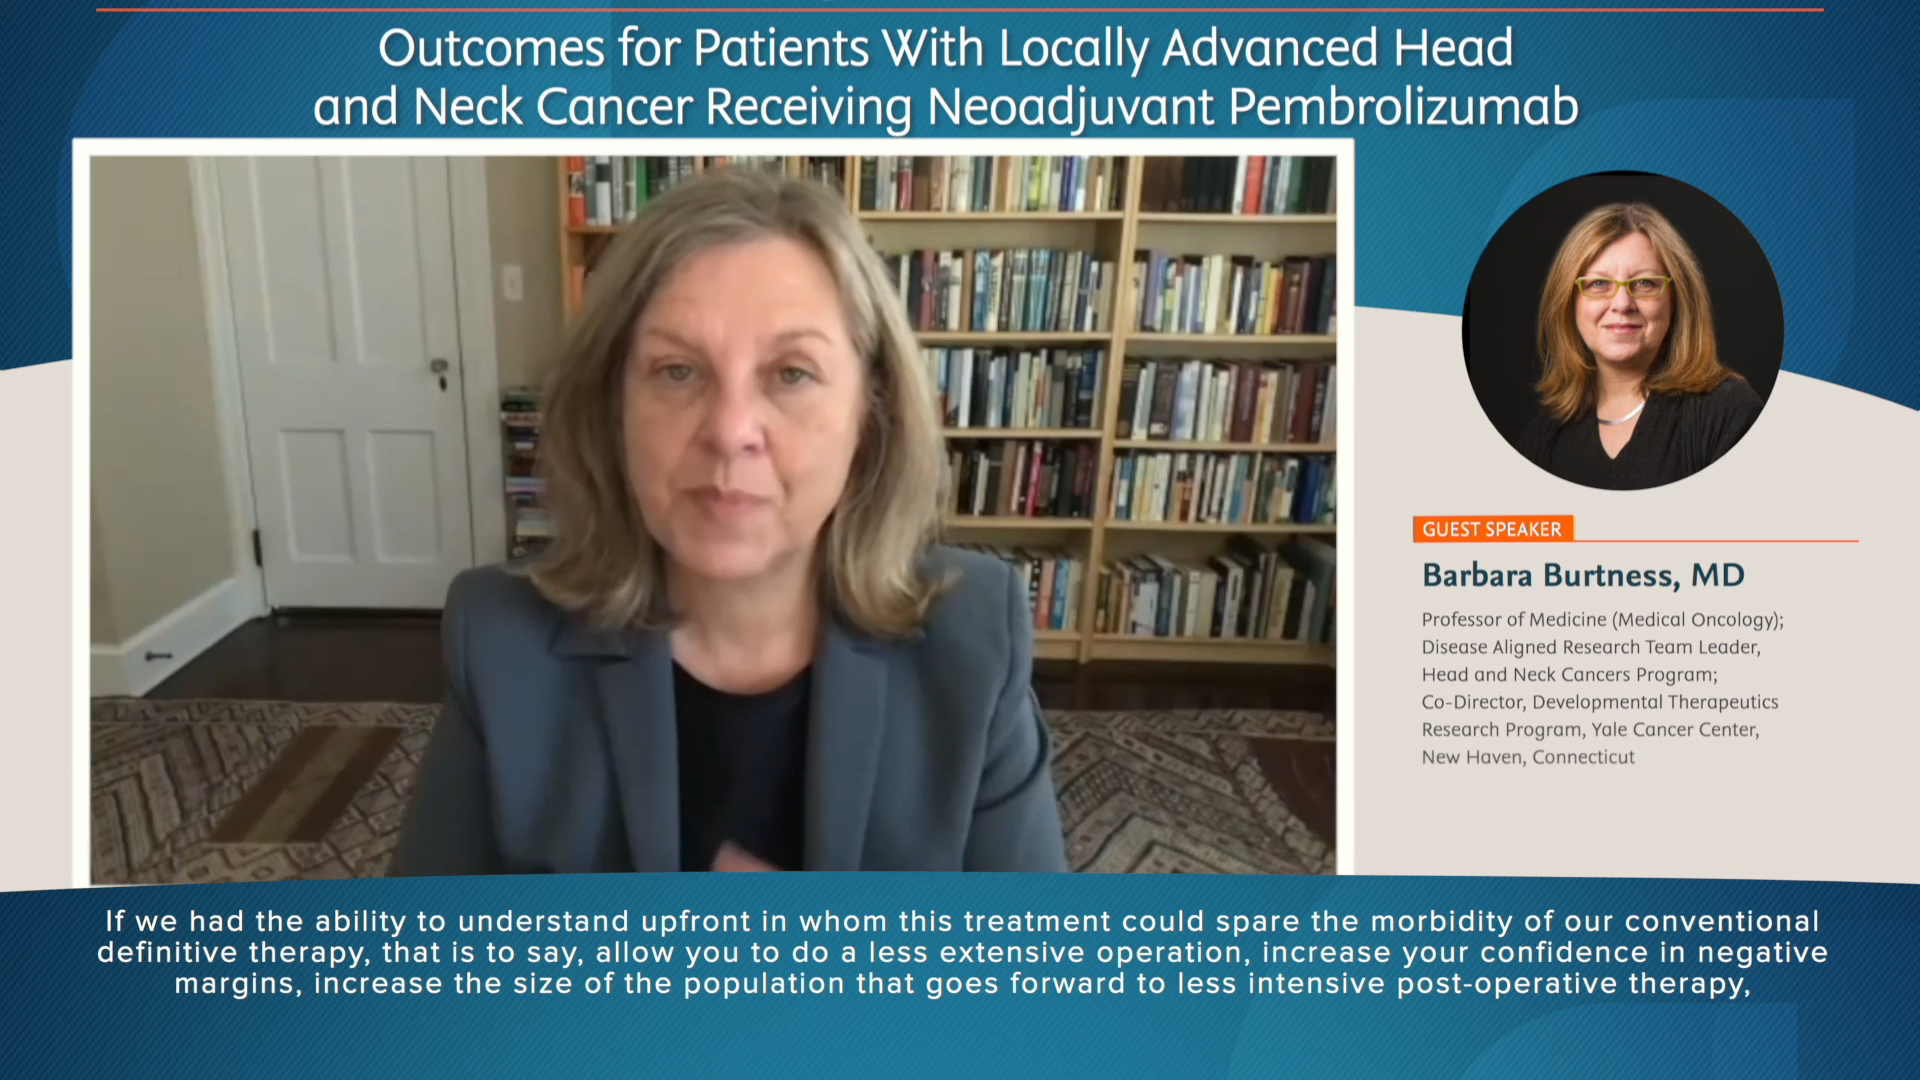 Outcomes for Patients With Locally Advanced Head
and Neck Cancer Receiving Neoadjuvant Pembrolizumab
GUEST SPEAKER
Barbara Burtness, MD
Professor of Medicine (Medical Oncology);
Disease Aligned Research Team Leader,
Head and Neck Cancers Program;
Co-Director, Developmental Therapeutics
Research Program, Yale Cancer Center,
New Haven, Connecticut
If we had the ability to understand upfront in whom this treatment could spare the morbidity of our conventional
definitive therapy, that is to say, allow you to do a less extensive operation, increase your confidence in negative
margins, increase the size of the population that goes forward to less intensive post-operative therapy,